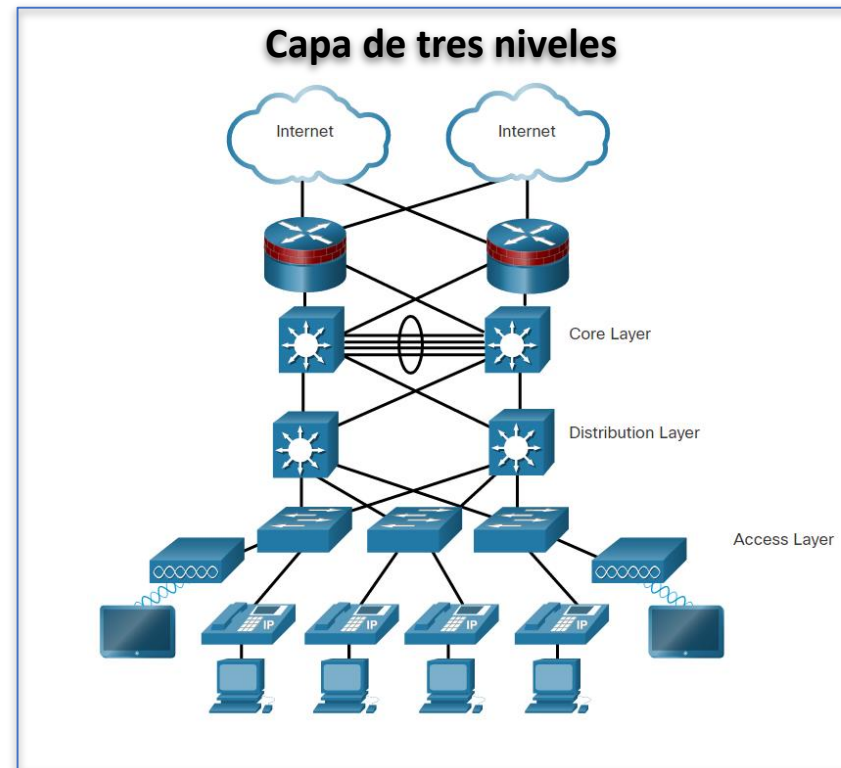 Capa de tres niveles
Internet
Internet
Core Layer
Distribution Layer
Access Layer
IP
IP
IP
IP